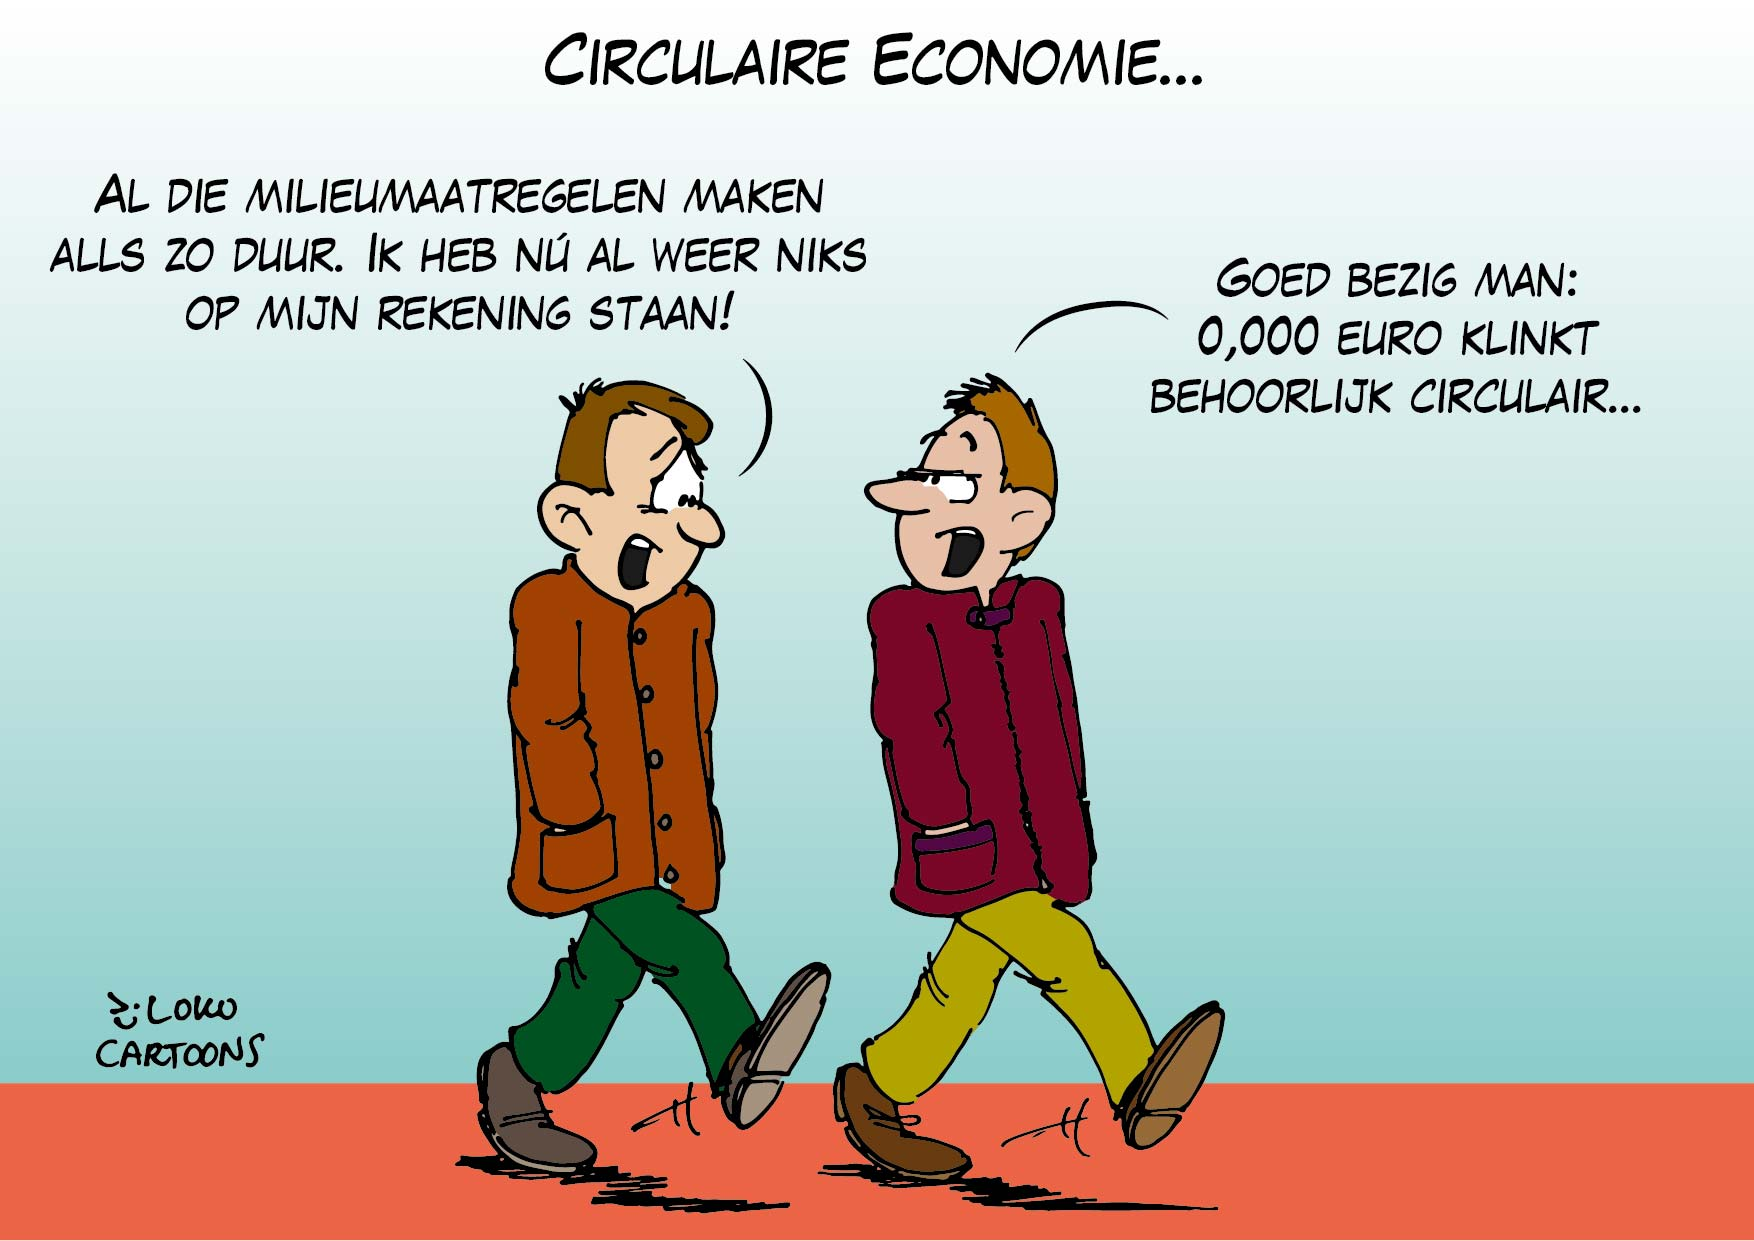 CIRCULAIRE ECONOMIE...
AL DIE MILIEUMAATREGELEN MAKEN
ALLS ZO DUUR. IK HEB NÚ AL WEER NIKS
OP MIJN REKENING STAAN!
GOED BEZIG MAN:
0,000 EURO KLINKT
BEHOORLIJK CIRCULAIR...
LOKO
CARTOONS